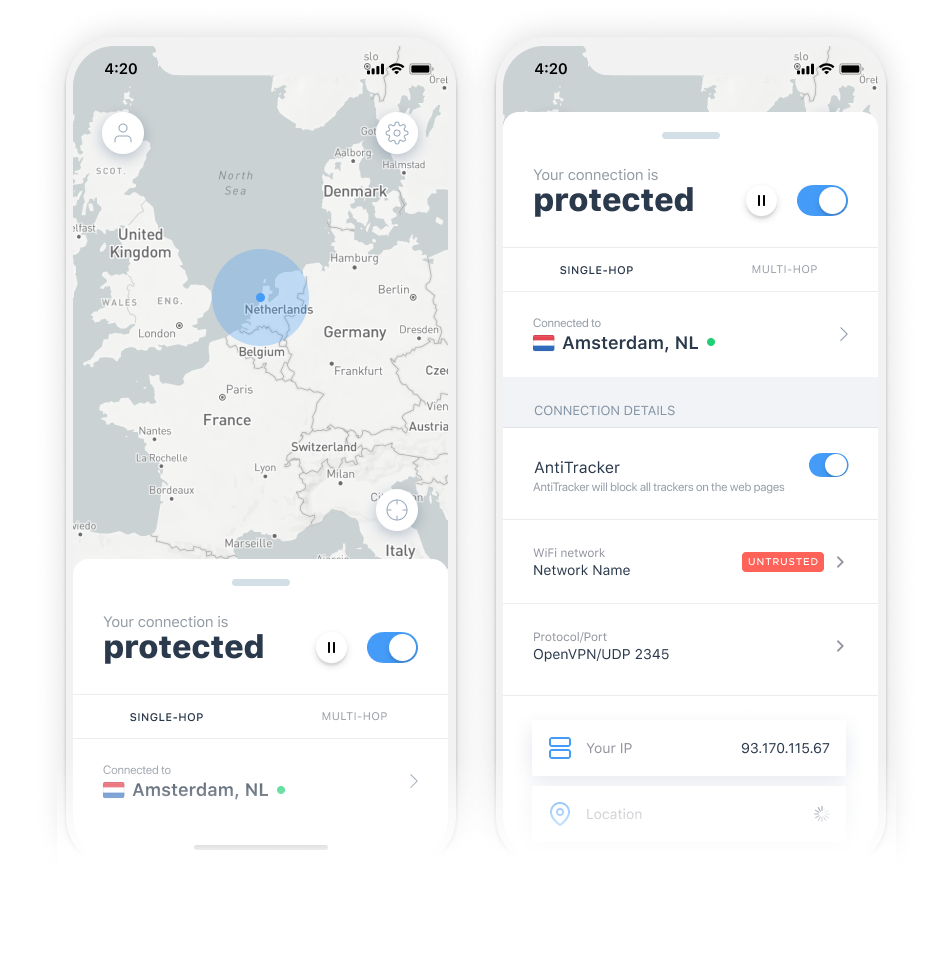 4:20
slo
Öreb
Got
Aalborg
Halmstad
SCOT.
North
Sea
Denmark
elfast
United
Kingdom
Hamburg
Berlin
WALES
ENG.
Netherlands
London
Germany
Dresden
Belgium
Frankfurt
Czec
Paris
Vien
France
Austria
Nantes
Switzerland
La Rochelle
Lyon
Milan
Bordeaux
viedo
Marseille
Italy
Your connection is
protected
SINGLE-HOP
MULTI-HOP
Connected to
Amsterdam, NL
4:20
slo
Öreb
Your connection is
protected
SINGLE-HOP
MULTI-HOP
Connected to
Amsterdam, NL
CONNECTION DETAILS
AntiTracker
AntiTracker will block all trackers on the web pages
WiFi network
Network Name
UNTRUSTED
Protocol/Port
OpenVPN/UDP 2345
Your IP
93.170.115.67
Location